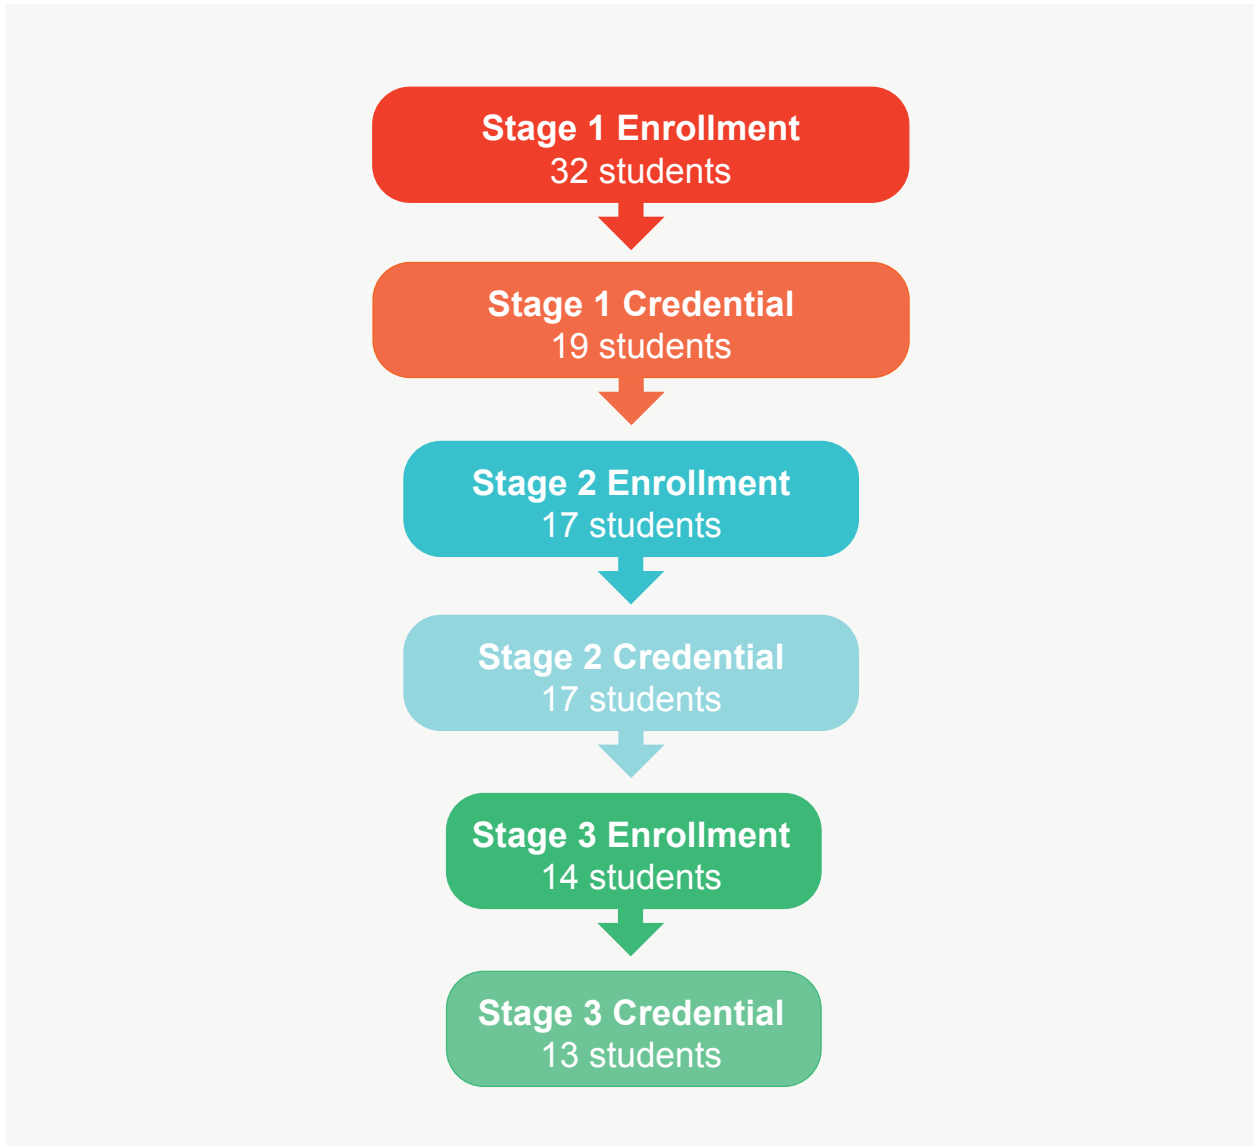 Stage 1 Enrollment
32 students
Stage 1 Credential
19 students
Stage 2 Enrollment
17 students
Stage 2 Credential
17 students
Stage 3 Enrollment
14 students
Stage 3 Credential
13 students